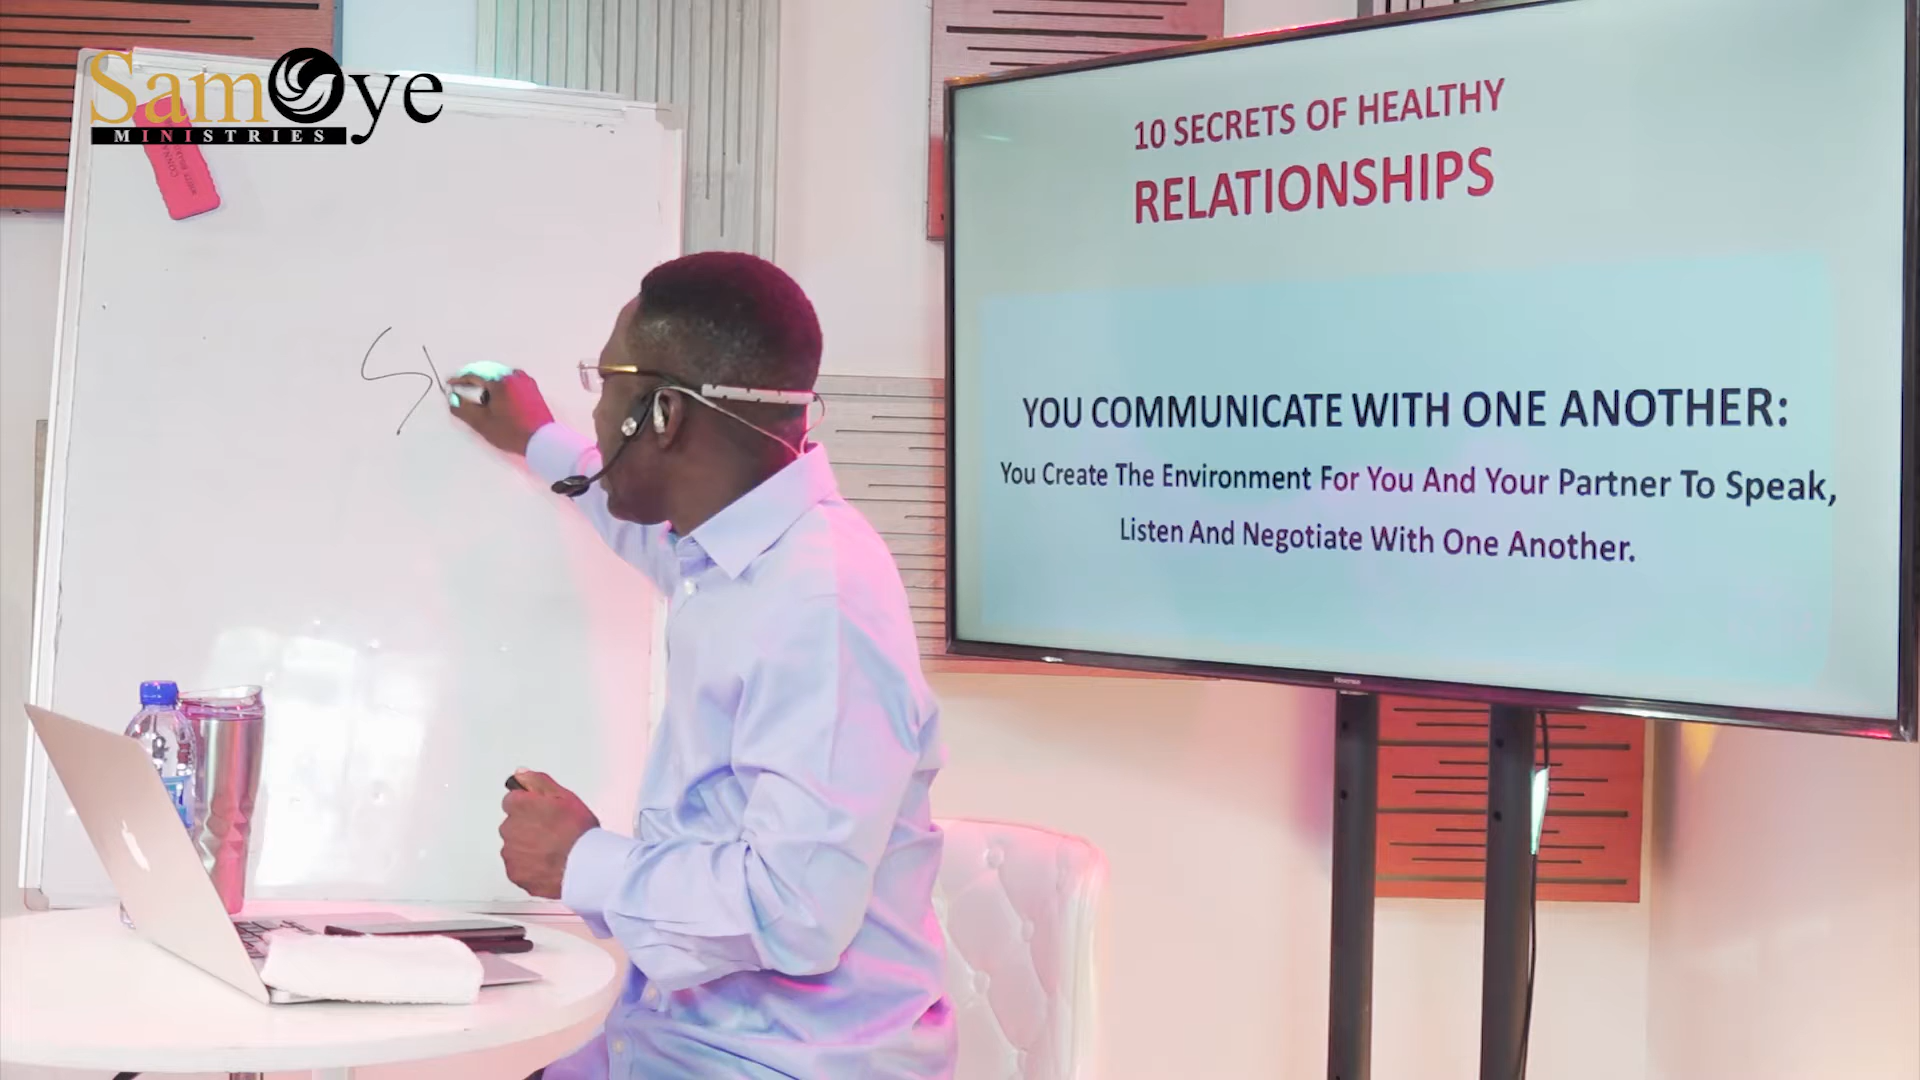 SamOye
MINISTRIES
10 SECRETS OF HEALTHY
RELATIONSHIPS
YOU COMMUNICATE WITH ONE ANOTHER:
You Create The Environment For You And Your Partner To Speak,
Listen And Negotiate With One Another.
Hisense